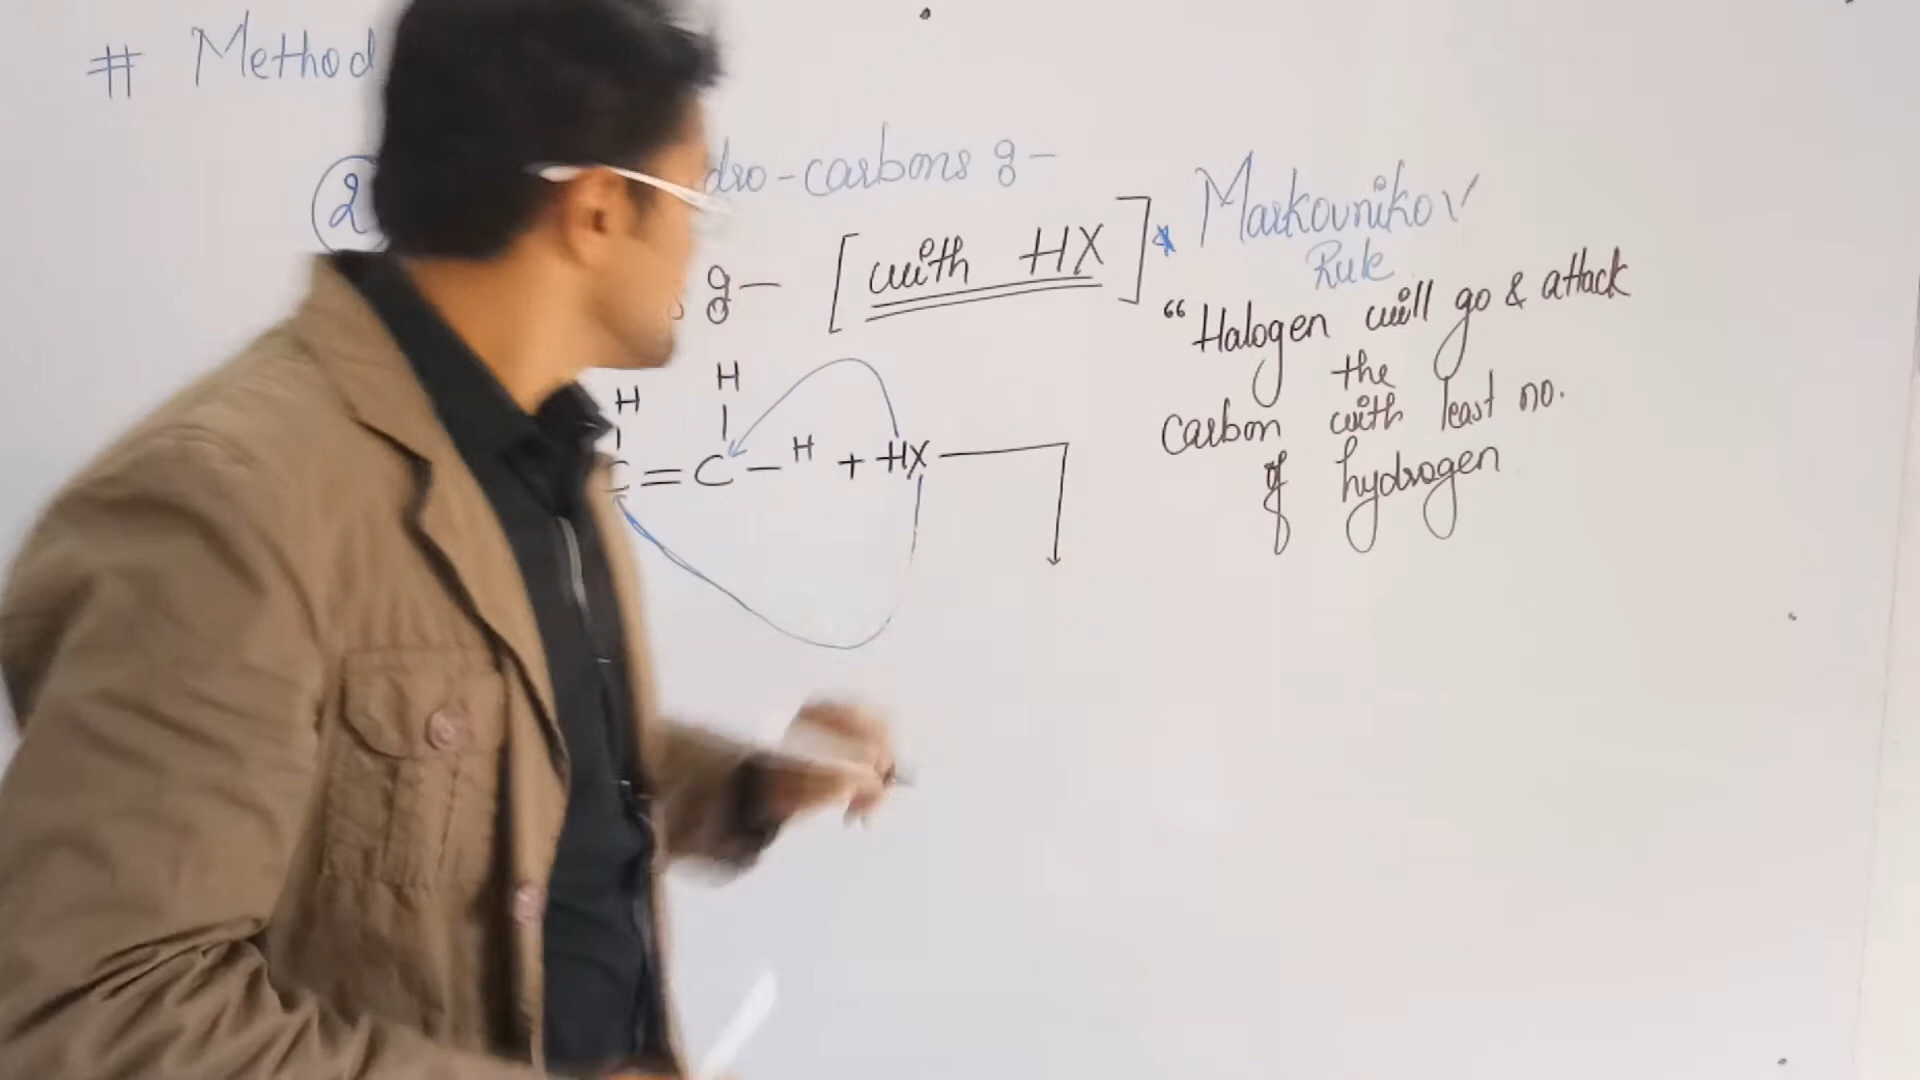 # Method
2 dro-carbons :-
:- [with HX] * Markovnikov
Rule
"Halogen will go & attack
the
carbon with least no.
of hydrogen
H H
C = C - H + HX